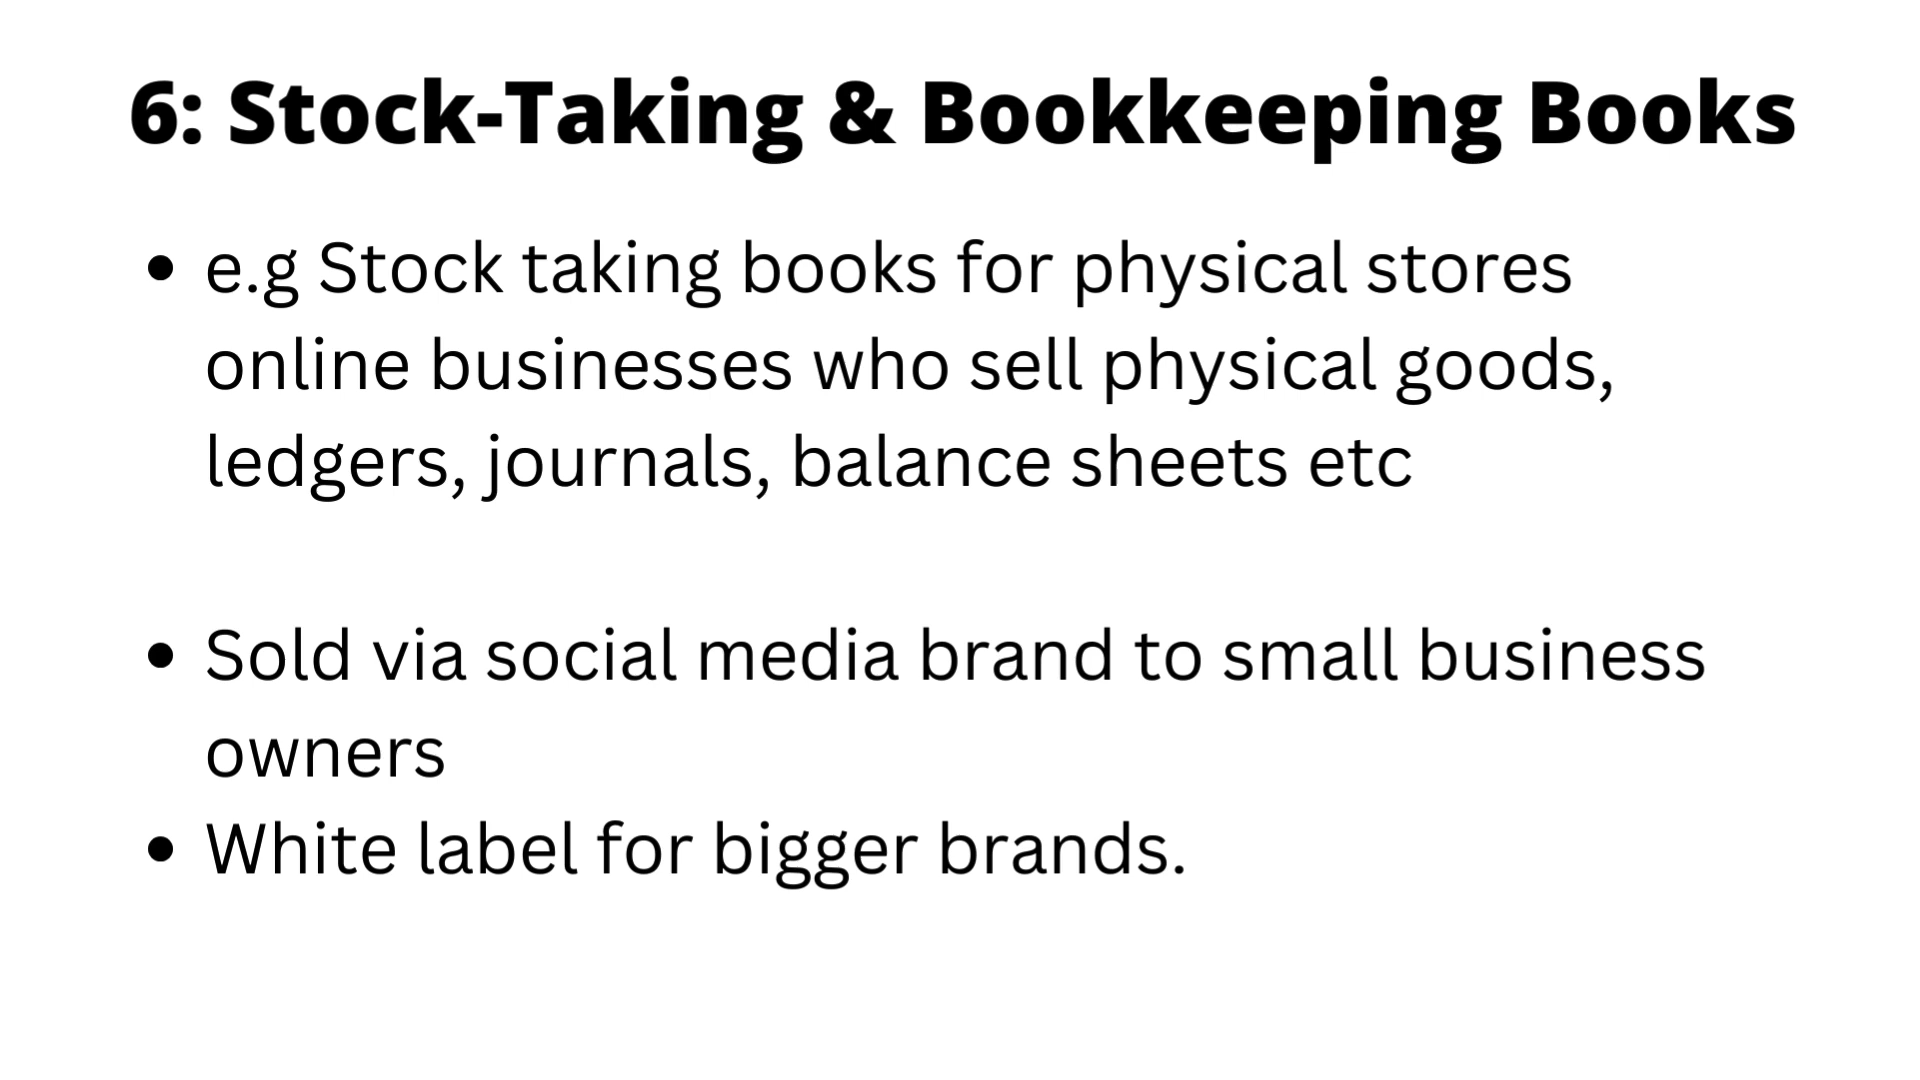 6: Stock-Taking & Bookkeeping Books
• e.g Stock taking books for physical stores
online businesses who sell physical goods,
ledgers, journals, balance sheets etc
• Sold via social media brand to small business
owners
• White label for bigger brands.